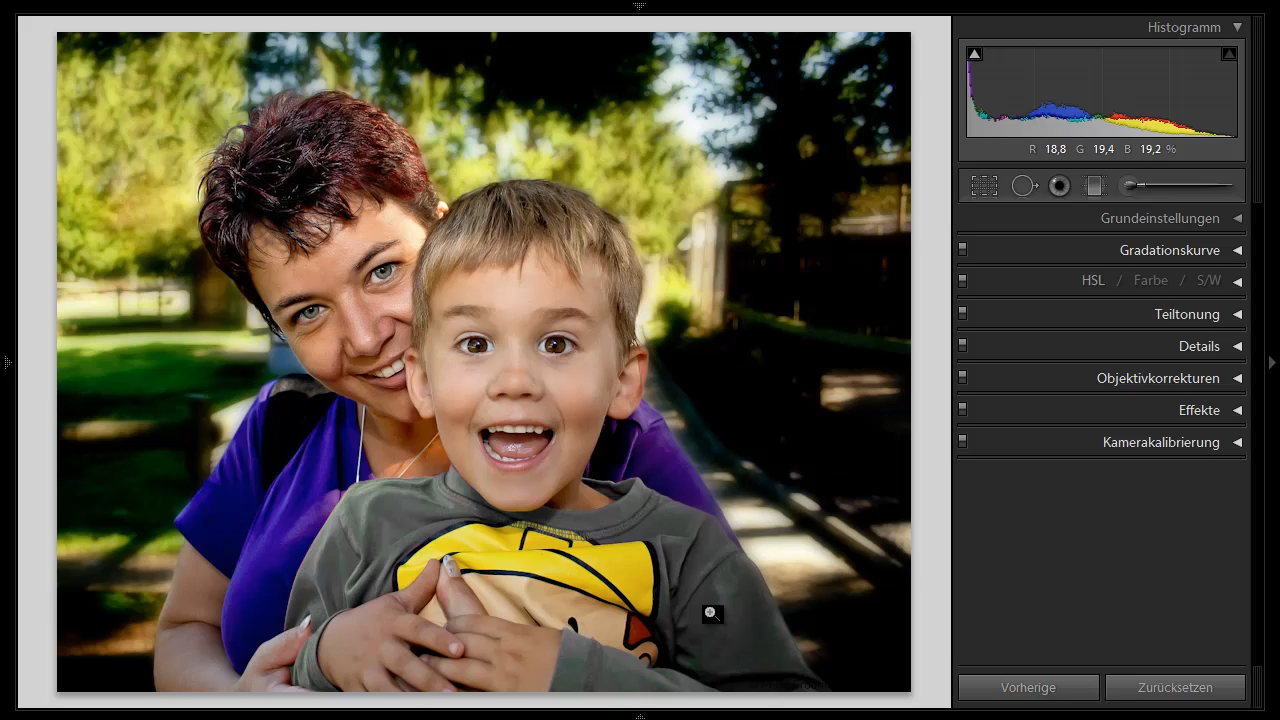 Histogramm
R 18,8 G 19,4 B 19,2 %
Grundeinstellungen
Gradationskurve
HSL / Farbe / S/W
Teiltonung
Details
Objektivkorrekturen
Effekte
Kamerakalibrierung
Vorherige Zurücksetzen